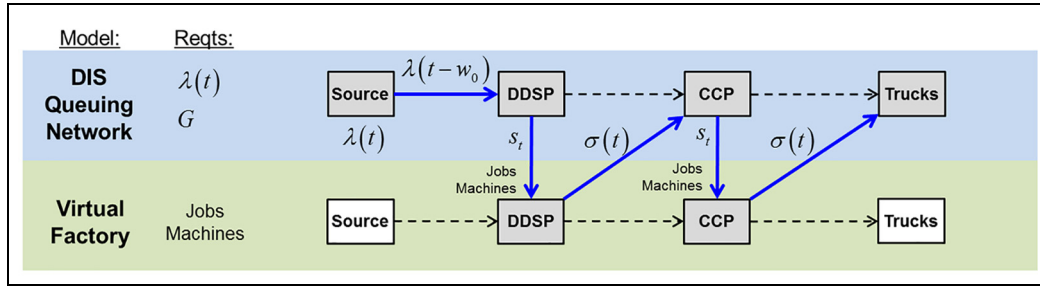 Model: Reqts:
DIS
Queuing
Network
λ(t)
G
Source
λ(t − w₀)
DDSP
CCP
Trucks
λ(t)
sₜ
σ(t)
sₜ
σ(t)
Jobs
Machines
Jobs
Machines
Virtual
Factory
Jobs
Machines
Source
DDSP
CCP
Trucks